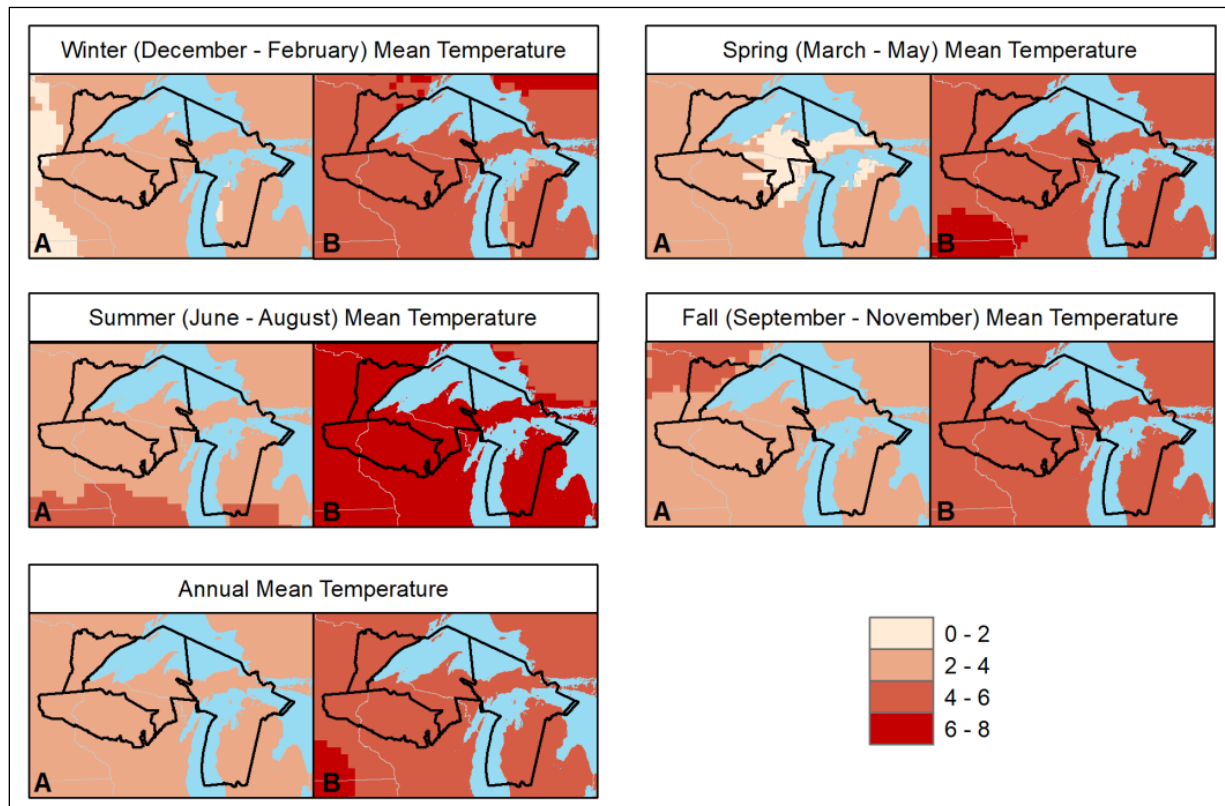 Winter (December - February) Mean Temperature
A
B
Spring (March - May) Mean Temperature
A
B
Summer (June - August) Mean Temperature
A
B
Fall (September - November) Mean Temperature
A
B
Annual Mean Temperature
A
B
0 - 2
2 - 4
4 - 6
6 - 8